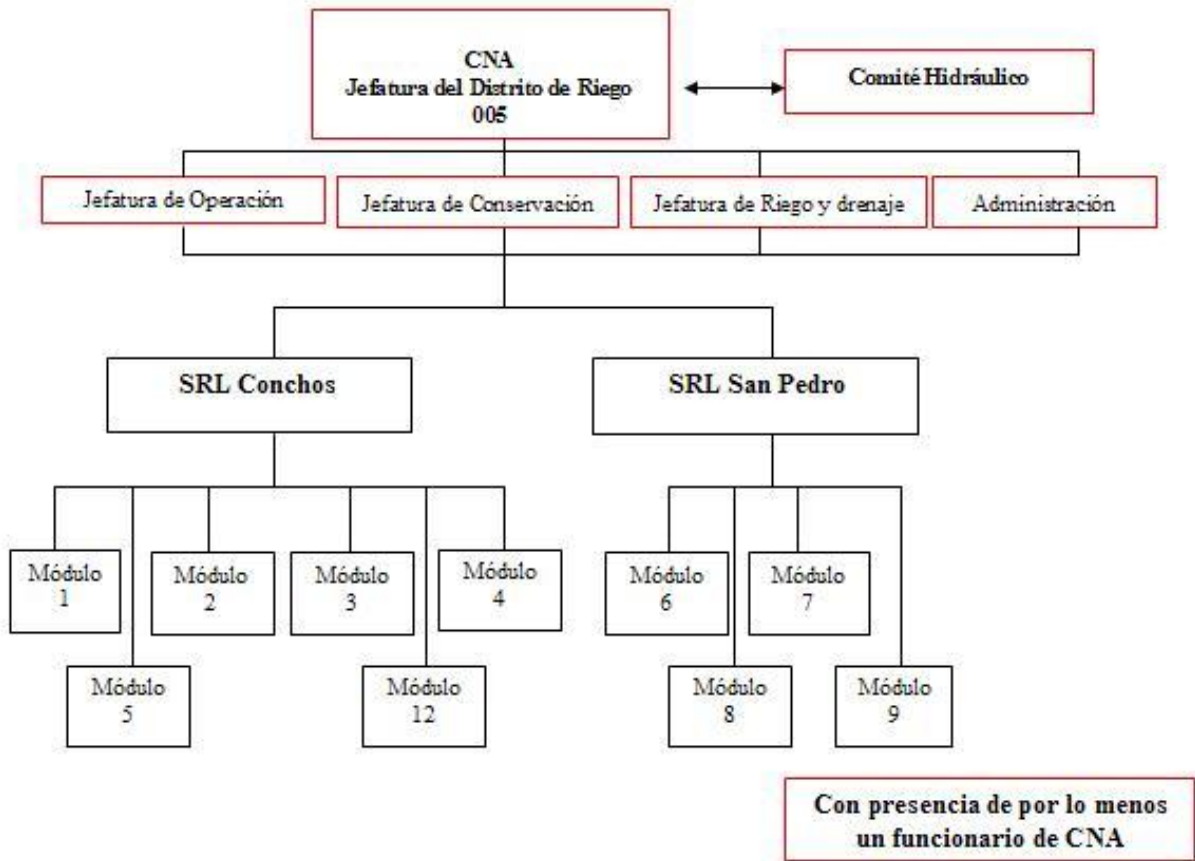 CNA
Jefatura del Distrito de Riego
005
Comité Hidráulico
Jefatura de Operación
Jefatura de Conservación
Jefatura de Riego y drenaje
Administración
SRL Conchos
SRL San Pedro
Módulo
1
Módulo
2
Módulo
3
Módulo
4
Módulo
6
Módulo
7
Módulo
5
Módulo
12
Módulo
8
Módulo
9
Con presencia de por lo menos
un funcionario de CNA